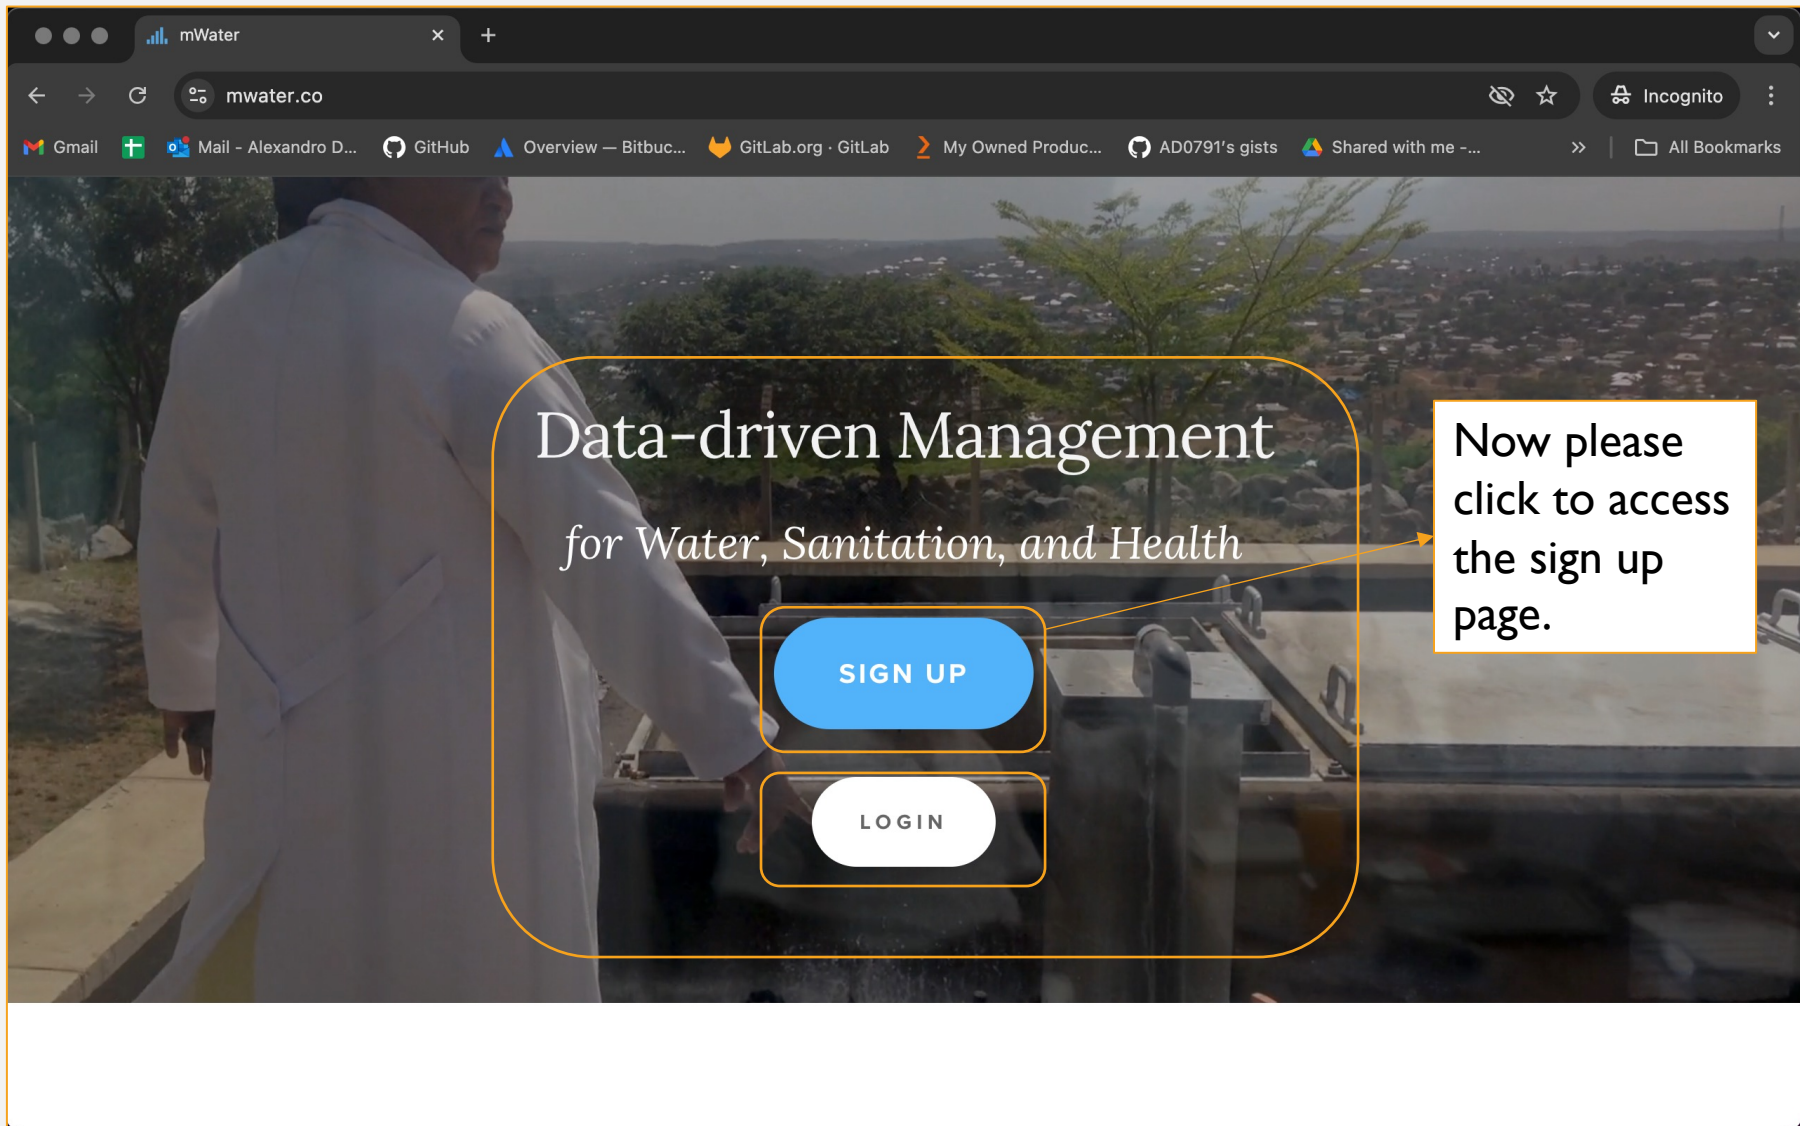 mWater
mwater.co
Incognito
Gmail
Mail - Alexandro D...
GitHub
Overview — Bitbuc...
GitLab.org · GitLab
My Owned Produc...
AD0791's gists
Shared with me -...
All Bookmarks
Data-driven Management
for Water, Sanitation, and Health
SIGN UP
LOGIN
Now please
click to access
the sign up
page.